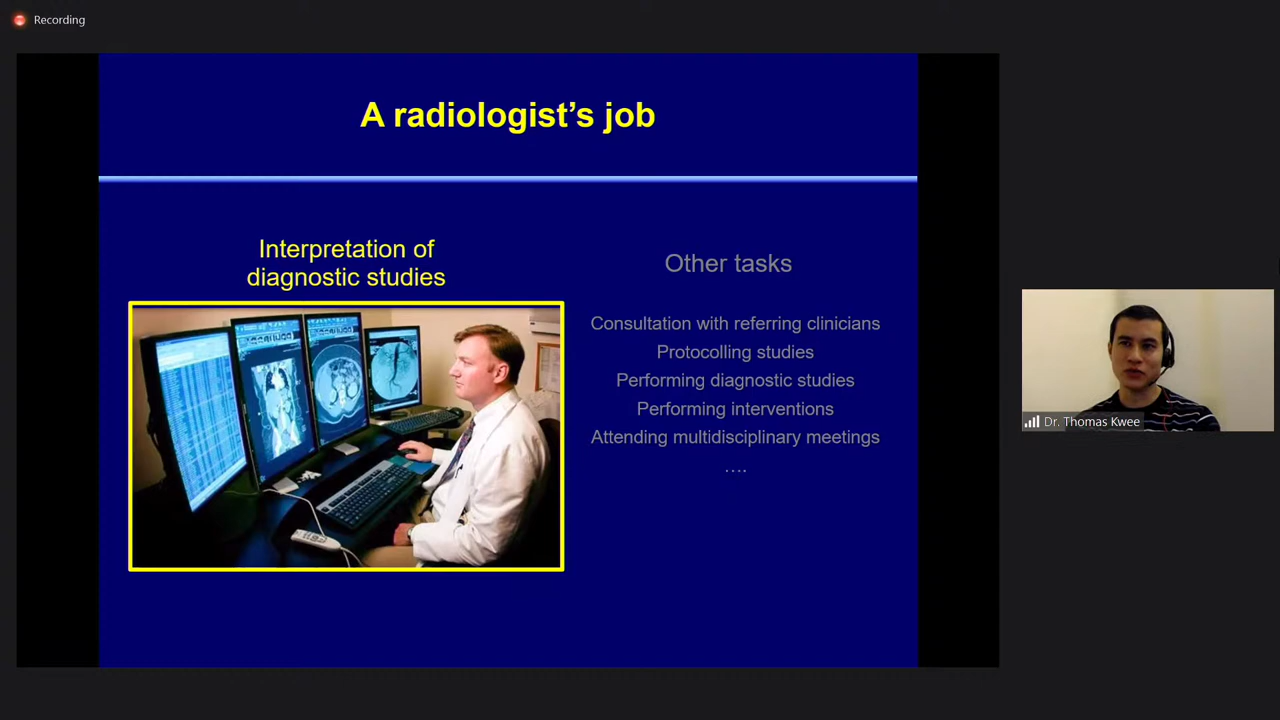 Recording
A radiologist's job
Interpretation of
diagnostic studies
Other tasks
Consultation with referring clinicians
Protocolling studies
Performing diagnostic studies
Performing interventions
Attending multidisciplinary meetings
....
Dr. Thomas Kwee